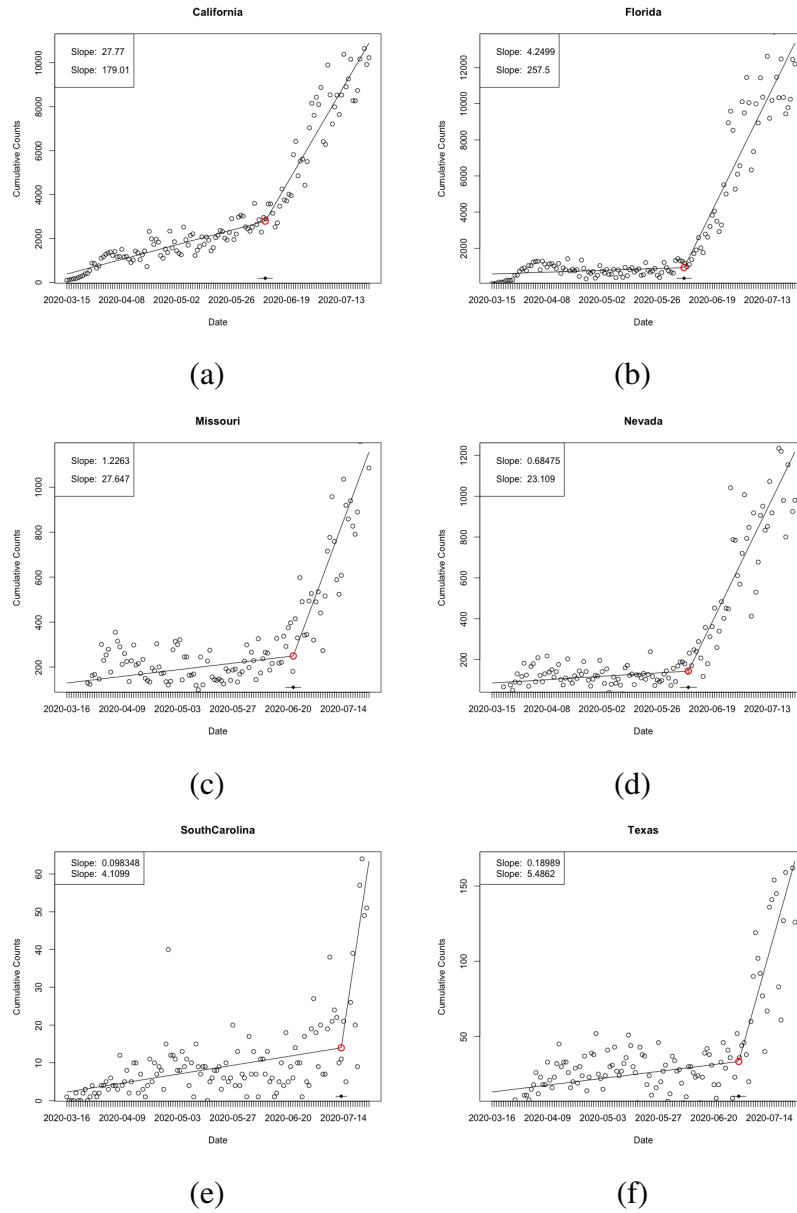 California
Slope: 27.77
Slope: 179.01
Cumulative Counts
0 2000 4000 6000 8000 10000
2020-03-15 2020-04-08 2020-05-02 2020-05-26 2020-06-19 2020-07-13
Date
(a)
Florida
Slope: 4.2499
Slope: 257.5
Cumulative Counts
2000 4000 6000 8000 10000 12000
2020-03-15 2020-04-08 2020-05-02 2020-05-26 2020-06-19 2020-07-13
Date
(b)
Missouri
Slope: 1.2263
Slope: 27.647
Cumulative Counts
200 400 600 800 1000
2020-03-16 2020-04-09 2020-05-03 2020-05-27 2020-06-20 2020-07-14
Date
(c)
Nevada
Slope: 0.68475
Slope: 23.109
Cumulative Counts
200 400 600 800 1000 1200
2020-03-15 2020-04-08 2020-05-02 2020-05-26 2020-06-19 2020-07-13
Date
(d)
SouthCarolina
Slope: 0.098348
Slope: 4.1099
Cumulative Counts
0 10 20 30 40 50 60
2020-03-16 2020-04-09 2020-05-03 2020-05-27 2020-06-20 2020-07-14
Date
(e)
Texas
Slope: 0.18989
Slope: 5.4862
Cumulative Counts
50 100 150
2020-03-16 2020-04-09 2020-05-03 2020-05-27 2020-06-20 2020-07-14
Date
(f)